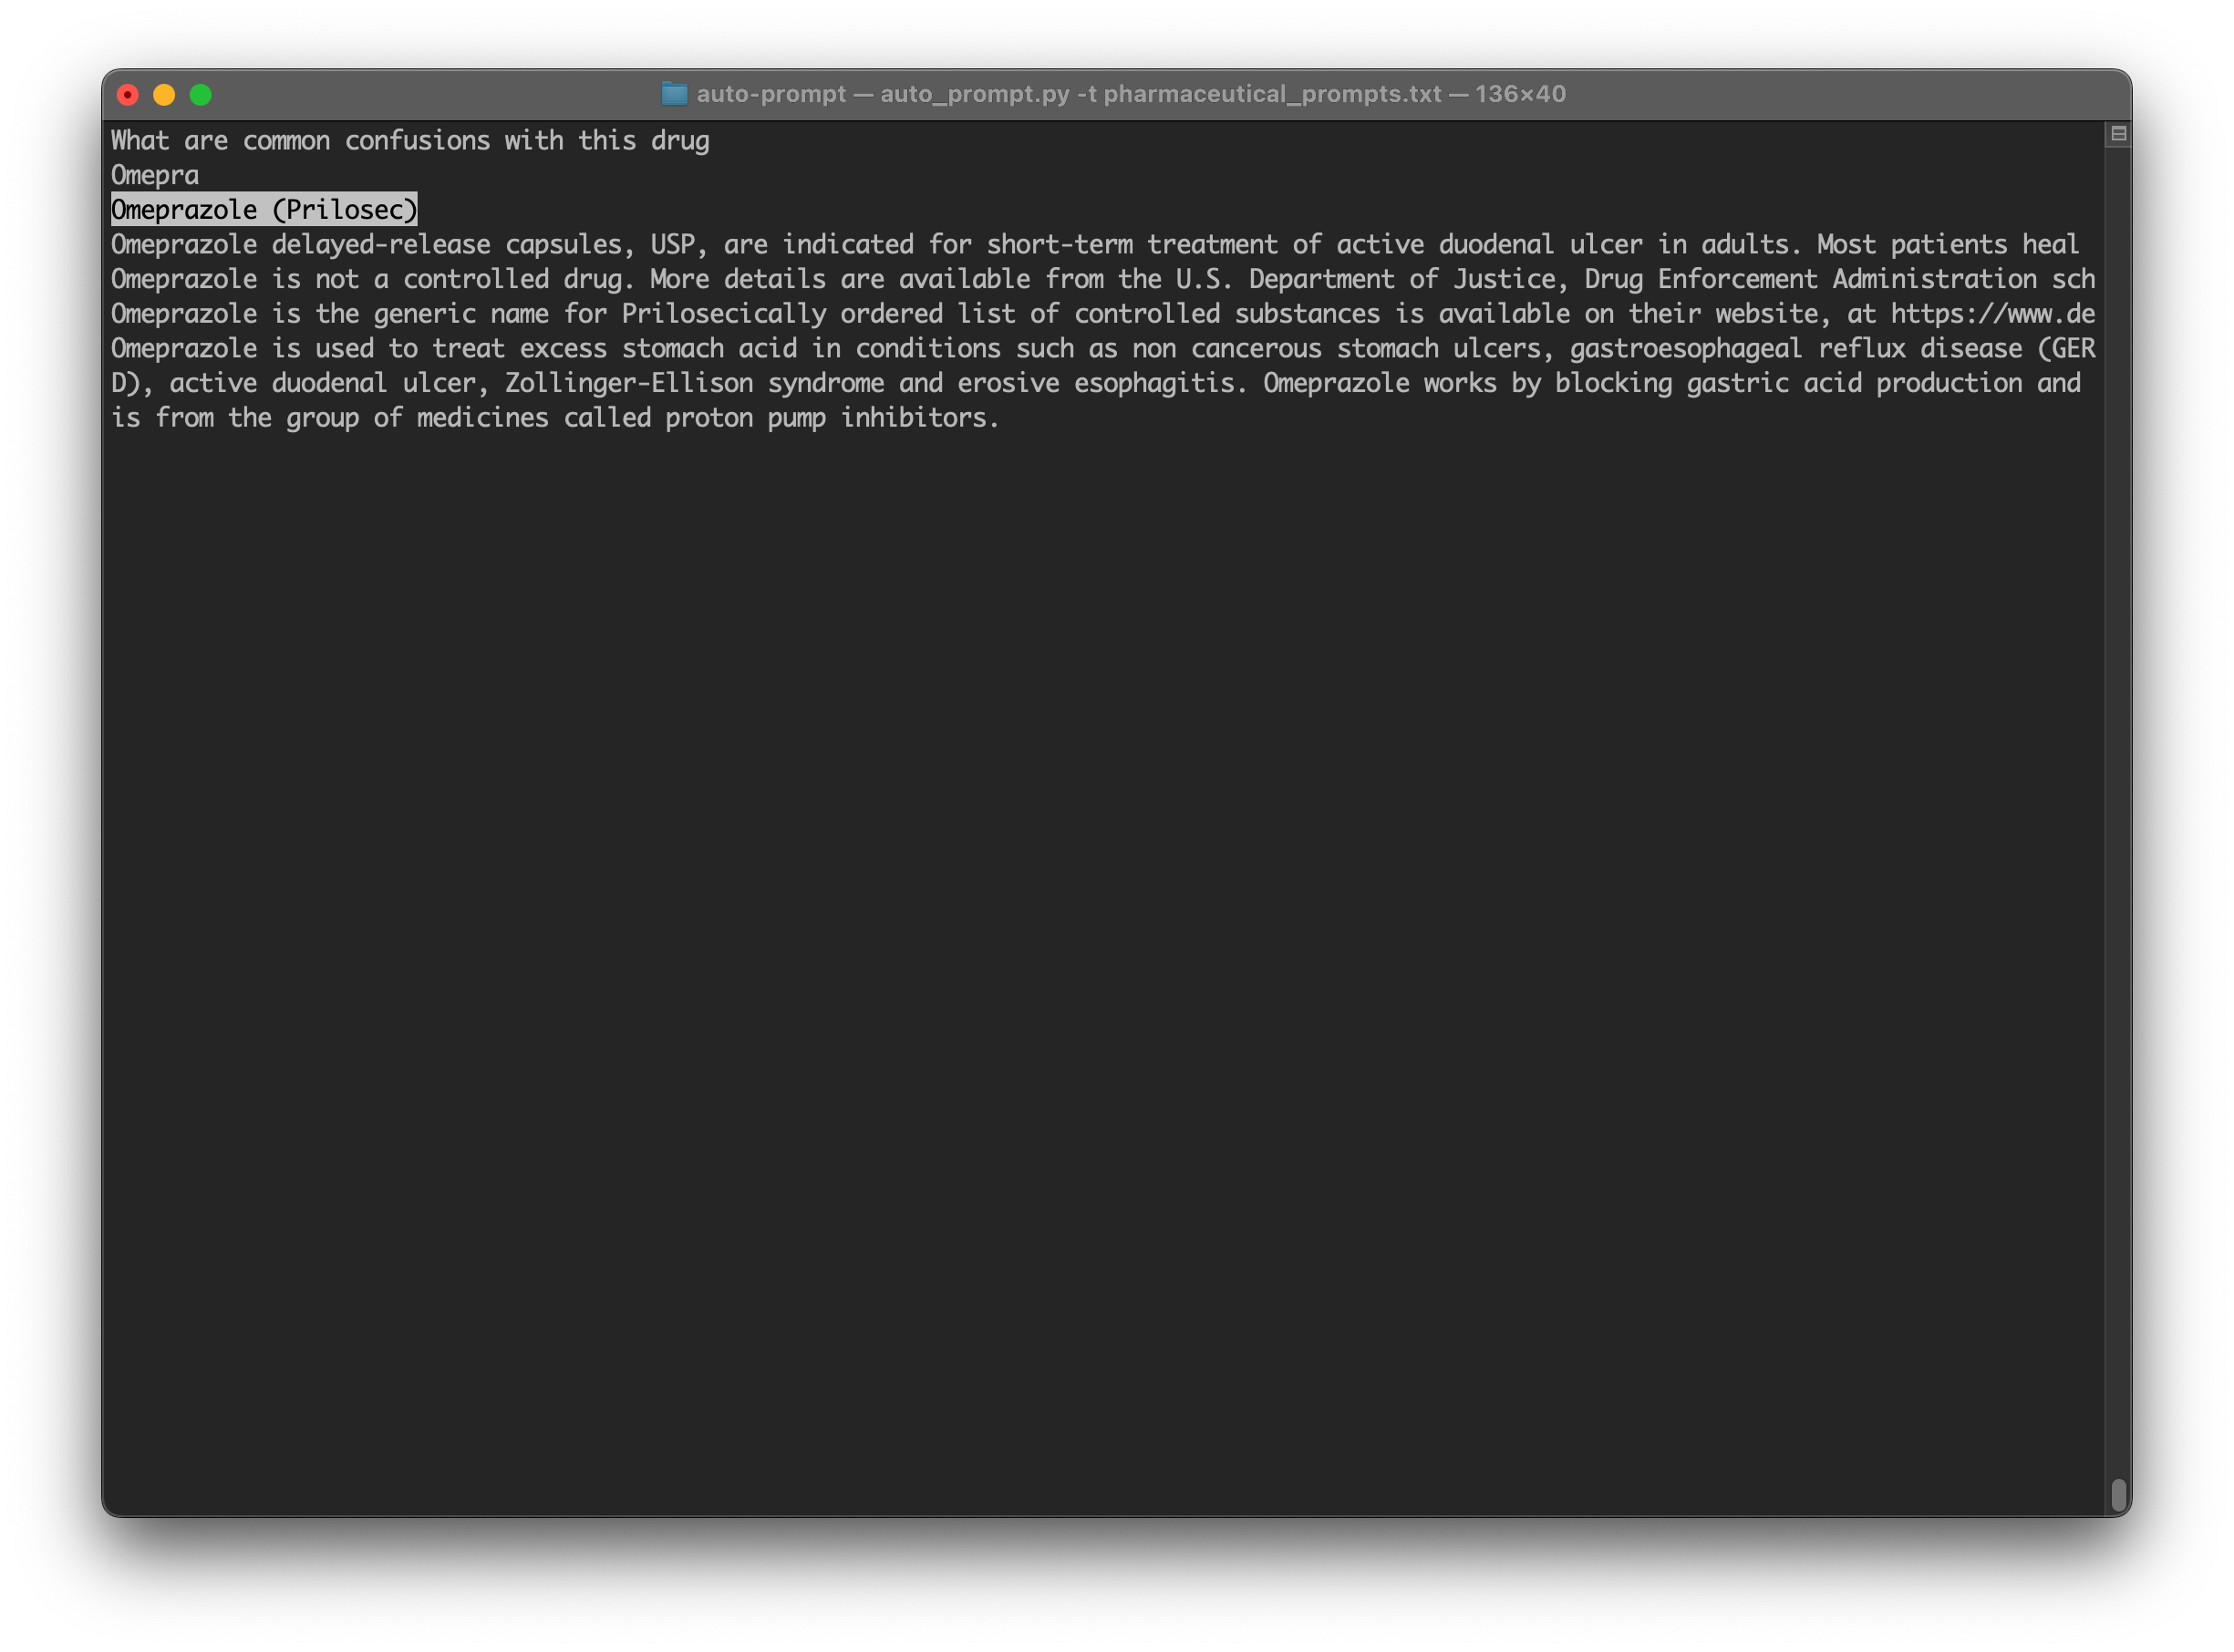 auto-prompt — auto_prompt.py -t pharmaceutical_prompts.txt — 136×40
What are common confusions with this drug
Omepra
Omeprazole (Prilosec)
Omeprazole delayed-release capsules, USP, are indicated for short-term treatment of active duodenal ulcer in adults. Most patients heal
Omeprazole is not a controlled drug. More details are available from the U.S. Department of Justice, Drug Enforcement Administration sch
Omeprazole is the generic name for Prilosecically ordered list of controlled substances is available on their website, at https://www.de
Omeprazole is used to treat excess stomach acid in conditions such as non cancerous stomach ulcers, gastroesophageal reflux disease (GER
D), active duodenal ulcer, Zollinger-Ellison syndrome and erosive esophagitis. Omeprazole works by blocking gastric acid production and
is from the group of medicines called proton pump inhibitors.